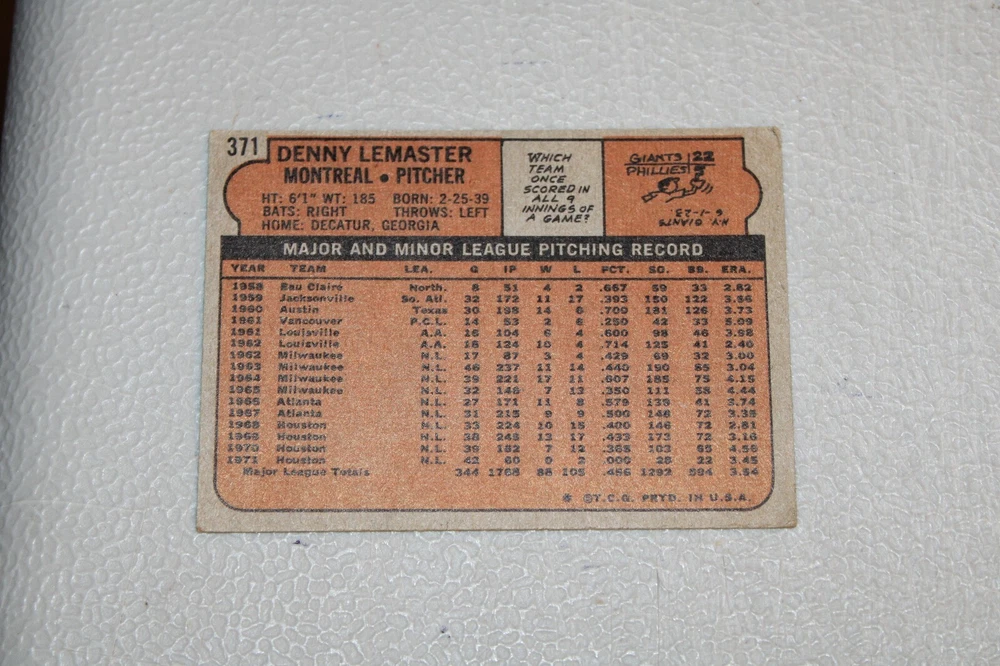 371
DENNY LEMASTER
MONTREAL • PITCHER
HT: 6'1" WT: 185 BORN: 2-25-39
BATS: RIGHT THROWS: LEFT
HOME: DECATUR, GEORGIA
WHICH
TEAM
ONCE
SCORED IN
ALL 9
INNINGS OF
A GAME?
GIANTS 22
PHILLIES
N.Y. GIANTS
6-1-23
MAJOR AND MINOR LEAGUE PITCHING RECORD
YEAR TEAM LEA. G IP W L PCT. SO. BB. ERA.
1958 Eau Claire North. 8 51 4 2 .667 59 33 2.82
1959 Jacksonville So. Atl. 32 172 11 17 .393 150 122 3.56
1960 Austin Texas 30 198 14 6 .700 181 126 3.73
1961 Vancouver P.C.L. 14 53 2 6 .250 42 33 5.09
1961 Louisville A.A. 16 104 6 4 .600 98 46 3.98
1962 Louisville A.A. 18 124 10 4 .714 125 41 2.40
1962 Milwaukee N.L. 17 87 3 4 .429 69 32 3.00
1963 Milwaukee N.L. 46 237 11 14 .440 190 85 3.04
1964 Milwaukee N.L. 39 221 17 11 .607 185 75 4.15
1965 Milwaukee N.L. 32 146 7 13 .350 111 58 4.44
1966 Atlanta N.L. 27 171 11 8 .579 139 41 3.74
1967 Atlanta N.L. 31 215 9 9 .500 148 72 3.35
1968 Houston N.L. 33 224 10 15 .400 146 72 2.81
1969 Houston N.L. 38 245 13 17 .433 173 72 3.16
1970 Houston N.L. 39 162 7 12 .368 103 65 4.56
1971 Houston N.L. 42 60 0 2 .000 28 22 3.45
Major League Totals 344 1768 88 105 .456 1292 594 3.54
* ©T.C.G. PRTD. IN U.S.A.